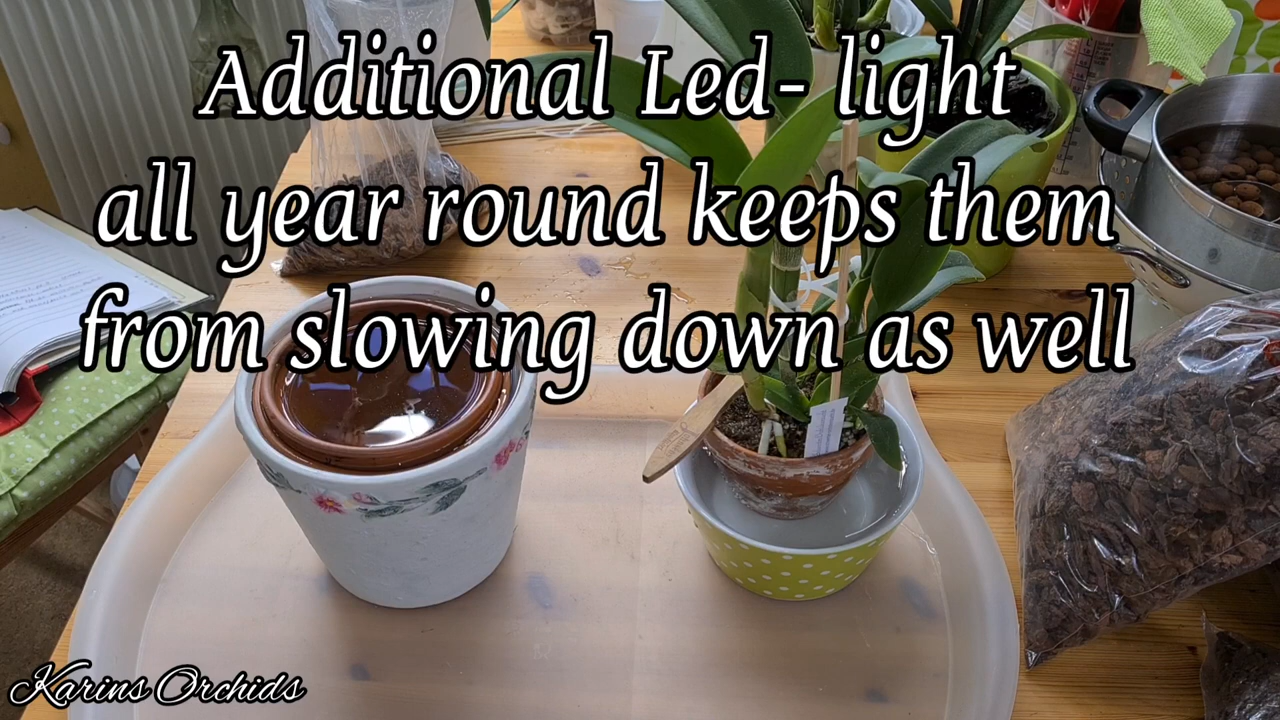 Additional Led- light
all year round keeps them
from slowing down as well
Karins Orchids